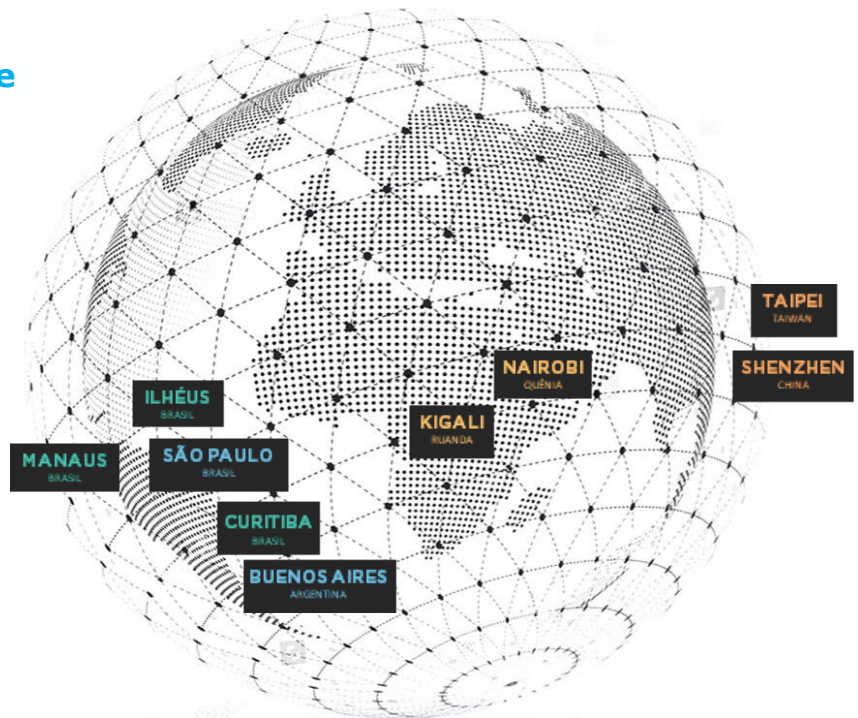 e
TAIPEI
TAIWAN
SHENZHEN
CHINA
NAIROBI
QUÊNIA
ILHÉUS
BRASIL
KIGALI
RUANDA
MANAUS
BRASIL
SÃO PAULO
BRASIL
CURITIBA
BRASIL
BUENOS AIRES
ARGENTINA